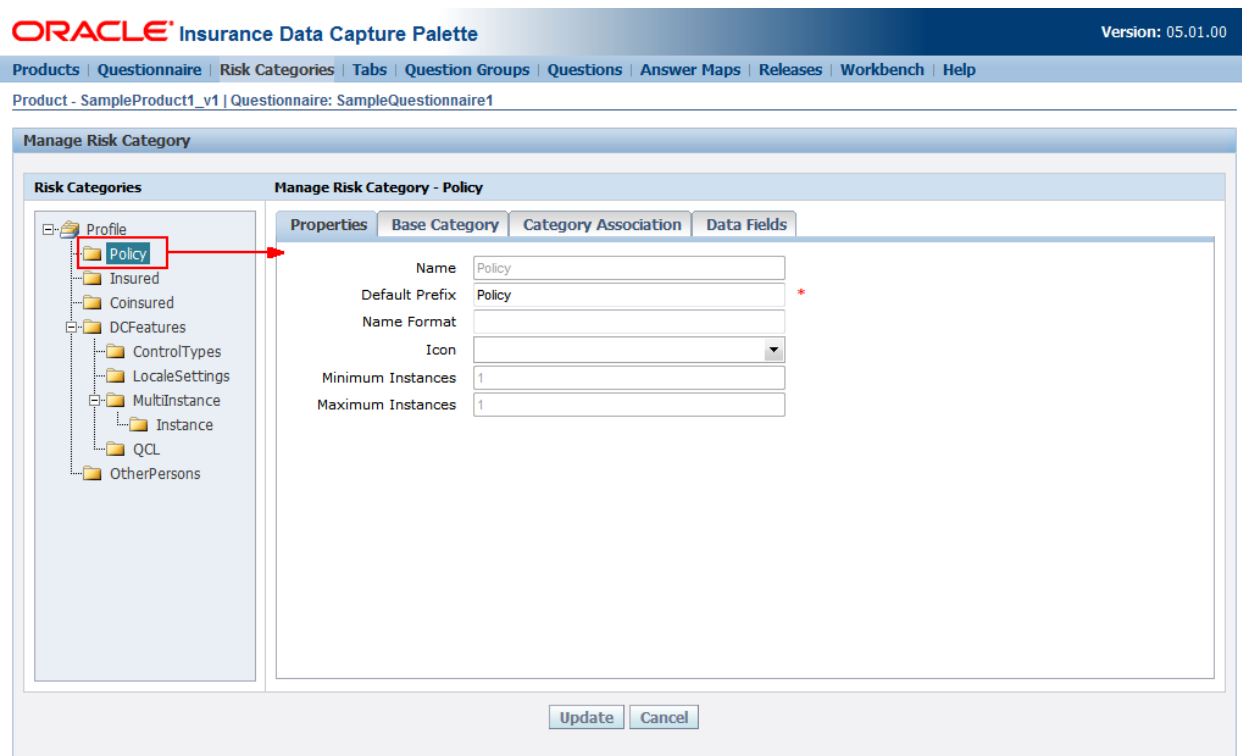 ORACLE Insurance Data Capture Palette Version: 05.01.00
Products | Questionnaire | Risk Categories | Tabs | Question Groups | Questions | Answer Maps | Releases | Workbench | Help
Product - SampleProduct1_v1 | Questionnaire: SampleQuestionnaire1
Manage Risk Category
Risk Categories
Profile
Policy
Insured
Coinsured
DCFeatures
ControlTypes
LocaleSettings
MultiInstance
Instance
QCL
OtherPersons
Manage Risk Category - Policy
Properties Base Category Category Association Data Fields
Name Policy
Default Prefix Policy *
Name Format
Icon
Minimum Instances 1
Maximum Instances 1
Update Cancel